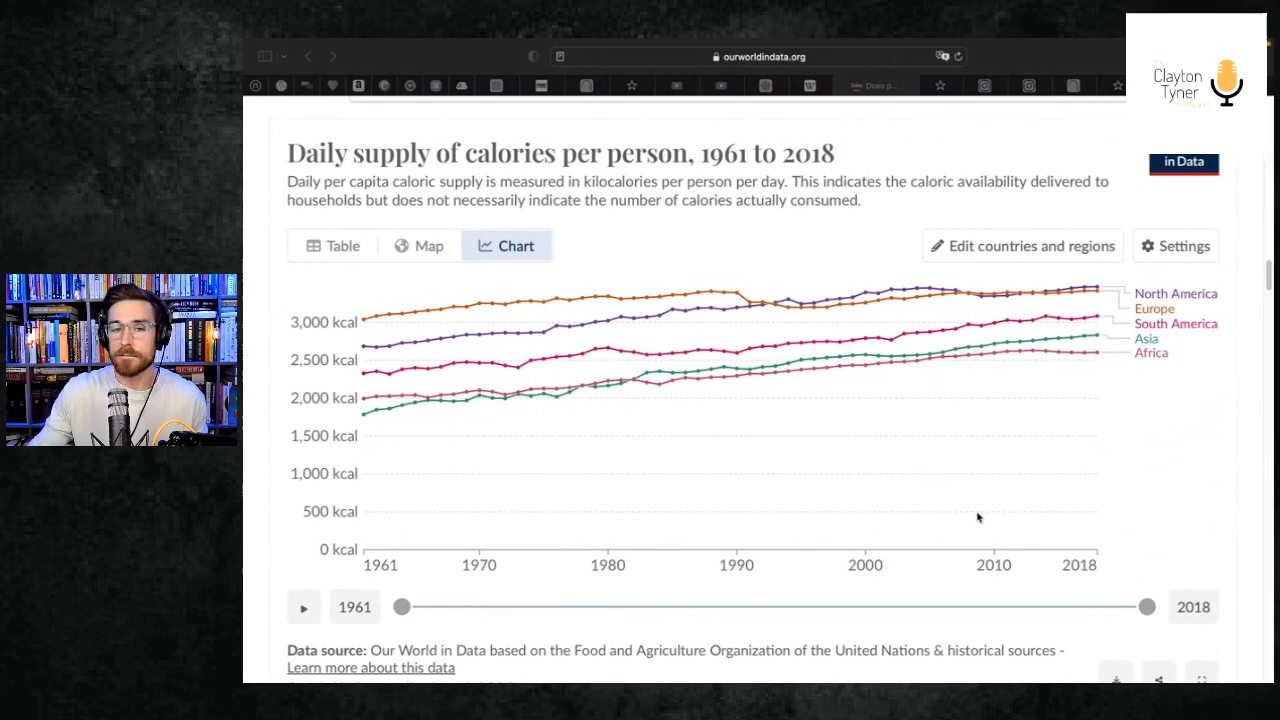 ourworldindata.org
The
Clayton
Tyner
Podcast
in Data
Daily supply of calories per person, 1961 to 2018
Daily per capita caloric supply is measured in kilocalories per person per day. This indicates the caloric availability delivered to
households but does not necessarily indicate the number of calories actually consumed.
Table
Map
Chart
Edit countries and regions
Settings
3,000 kcal
2,500 kcal
2,000 kcal
1,500 kcal
1,000 kcal
500 kcal
0 kcal
North America
Europe
South America
Asia
Africa
1961 1970 1980 1990 2000 2010 2018
1961
2018
Data source: Our World in Data based on the Food and Agriculture Organization of the United Nations & historical sources -
Learn more about this data